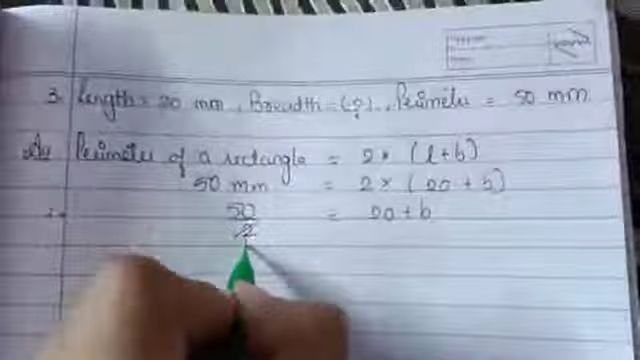 3. Length = 20 mm, Breadth = (?), Perimeter = 50 mm
Perimeter of a rectangle = 2 × (l+b)
50 mm = 2 × (20 + b)
50/2 = 20+b